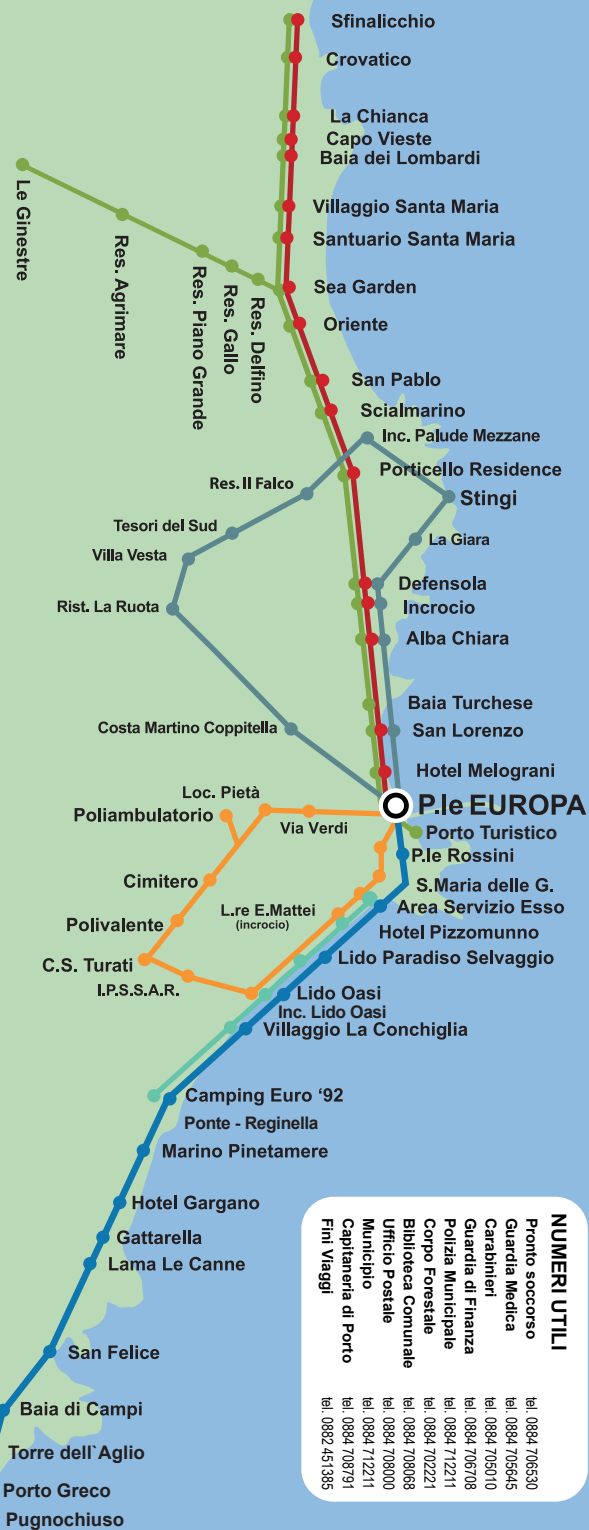 Sfinalicchio
Crovatico
La Chianca
Capo Vieste
Baia dei Lombardi
Villaggio Santa Maria
Santuario Santa Maria
Sea Garden
Le Ginestre
Res. Agrimare
Res. Piano Grande
Res. Gallo
Res. Delfino
Oriente
San Pablo
Scialmarino
Inc. Palude Mezzane
Porticello Residence
Res. Il Falco
Stingi
Tesori del Sud
La Giara
Villa Vesta
Defensola
Rist. La Ruota
Incrocio
Alba Chiara
Baia Turchese
Costa Martino Coppitella
San Lorenzo
Hotel Melograni
Loc. Pietà
P.le EUROPA
Poliambulatorio
Via Verdi
Porto Turistico
P.le Rossini
Cimitero
S.Maria delle G.
L.re E.Mattei
(incrocio)
Area Servizio Esso
Polivalente
Hotel Pizzomunno
C.S. Turati
Lido Paradiso Selvaggio
I.P.S.S.A.R.
Lido Oasi
Inc. Lido Oasi
Villaggio La Conchiglia
Camping Euro ‘92
Ponte - Reginella
Marino Pinetamere
Hotel Gargano
Gattarella
Lama Le Canne
San Felice
Baia di Campi
Torre dell`Aglio
Porto Greco
Pugnochiuso
NUMERI UTILI
Pronto soccorso tel. 0884 706530
Guardia Medica tel. 0884 705645
Carabinieri tel. 0884 705010
Guardia di Finanza tel. 0884 706708
Polizia Municipale tel. 0884 712211
Corpo Forestale tel. 0884 702221
Biblioteca Comunale tel. 0884 708068
Ufficio Postale tel. 0884 708000
Municipio tel. 0884 712211
Capitaneria di Porto tel. 0884 708791
Fini Viaggi tel. 0882 451385